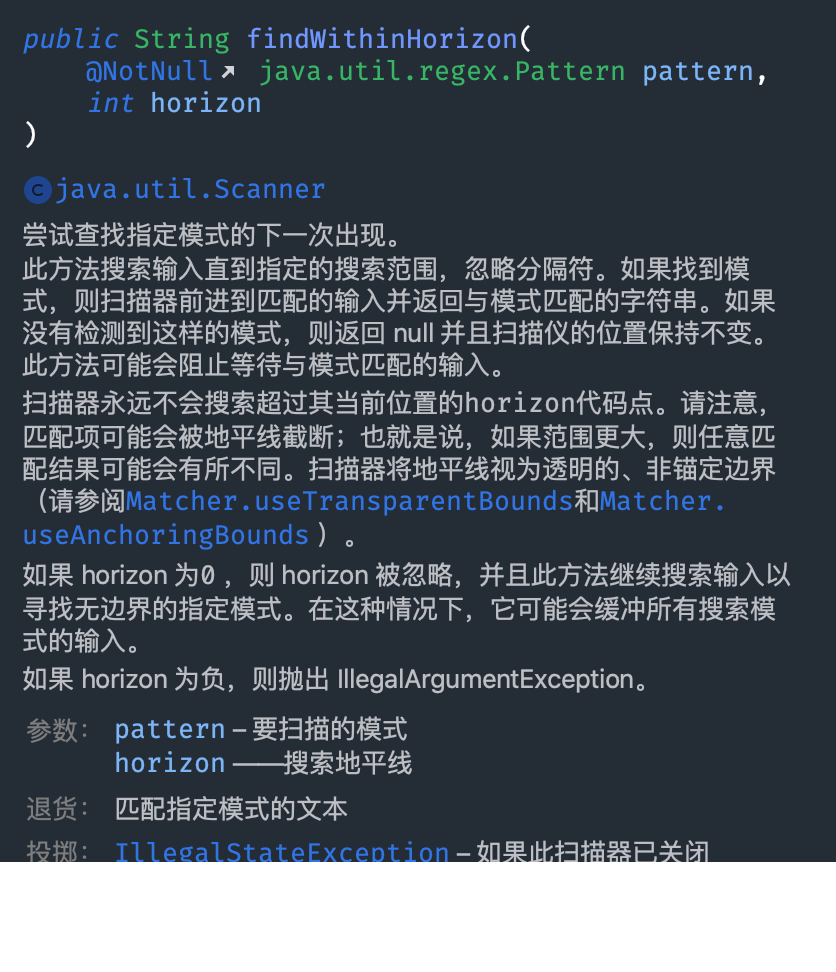 public String findWithinHorizon(
@NotNull↗ java.util.regex.Pattern pattern,
int horizon
)
C java.util.Scanner
尝试查找指定模式的下一次出现。
此方法搜索输入直到指定的搜索范围，忽略分隔符。如果找到模
式，则扫描器前进到匹配的输入并返回与模式匹配的字符串。如果
没有检测到这样的模式，则返回 null 并且扫描仪的位置保持不变。
此方法可能会阻止等待与模式匹配的输入。
扫描器永远不会搜索超过其当前位置的horizon代码点。请注意，
匹配项可能会被地平线截断；也就是说，如果范围更大，则任意匹
配结果可能会有所不同。扫描器将地平线视为透明的、非锚定边界
（请参阅Matcher.useTransparentBounds和Matcher.
useAnchoringBounds ）。
如果 horizon 为0 ，则 horizon 被忽略，并且此方法继续搜索输入以
寻找无边界的指定模式。在这种情况下，它可能会缓冲所有搜索模
式的输入。
如果 horizon 为负，则抛出 IllegalArgumentException。
参数： pattern – 要扫描的模式
horizon ——搜索地平线
退货： 匹配指定模式的文本
投掷： IllegalStateException – 如果此扫描器已关闭